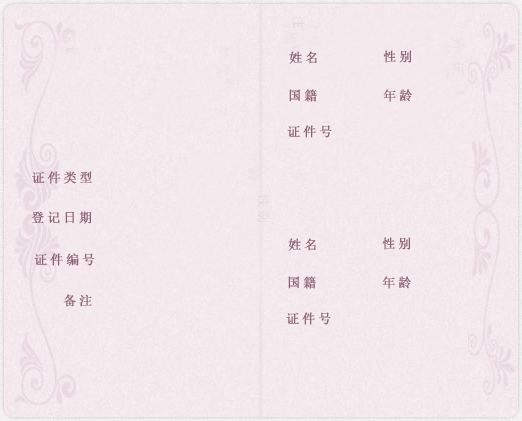 证件类型
登记日期
证件编号
备注
姓名 性别
国籍 年龄
证件号
姓名 性别
国籍 年龄
证件号